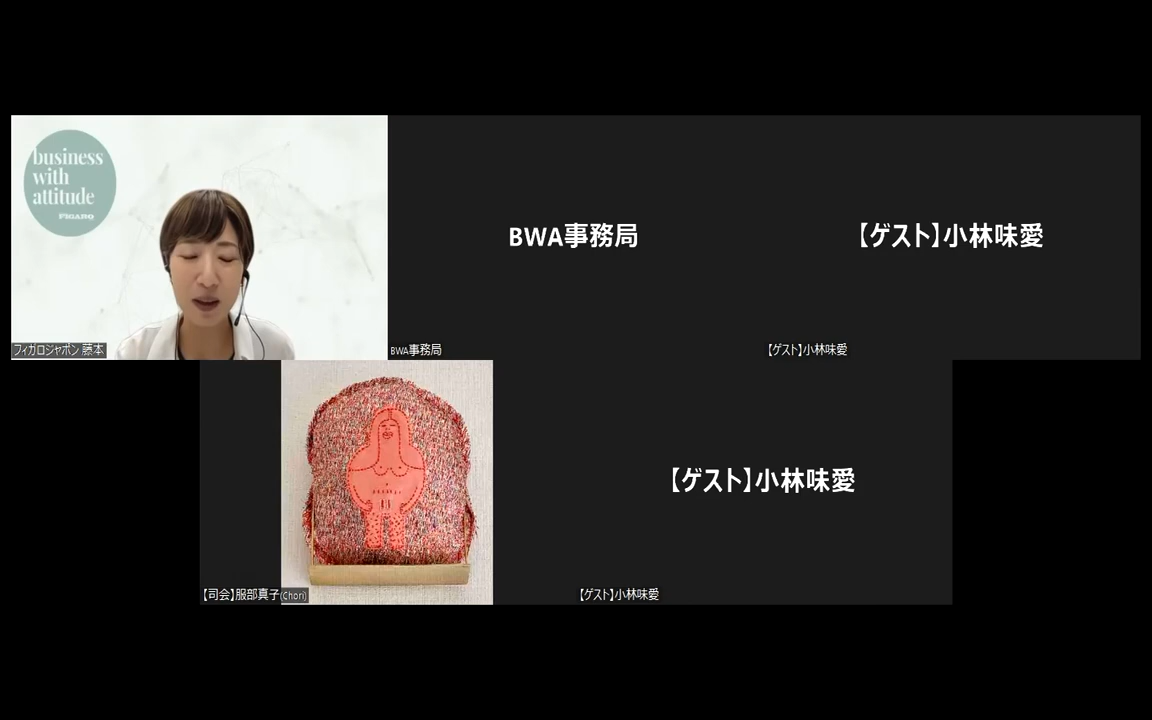 business
with
attitude
FIGARO
フィガロジャポン 藤本
BWA事務局
BWA事務局
【ゲスト】小林味愛
【ゲスト】小林味愛
【司会】服部真子(Chori)
【ゲスト】小林味愛
【ゲスト】小林味愛